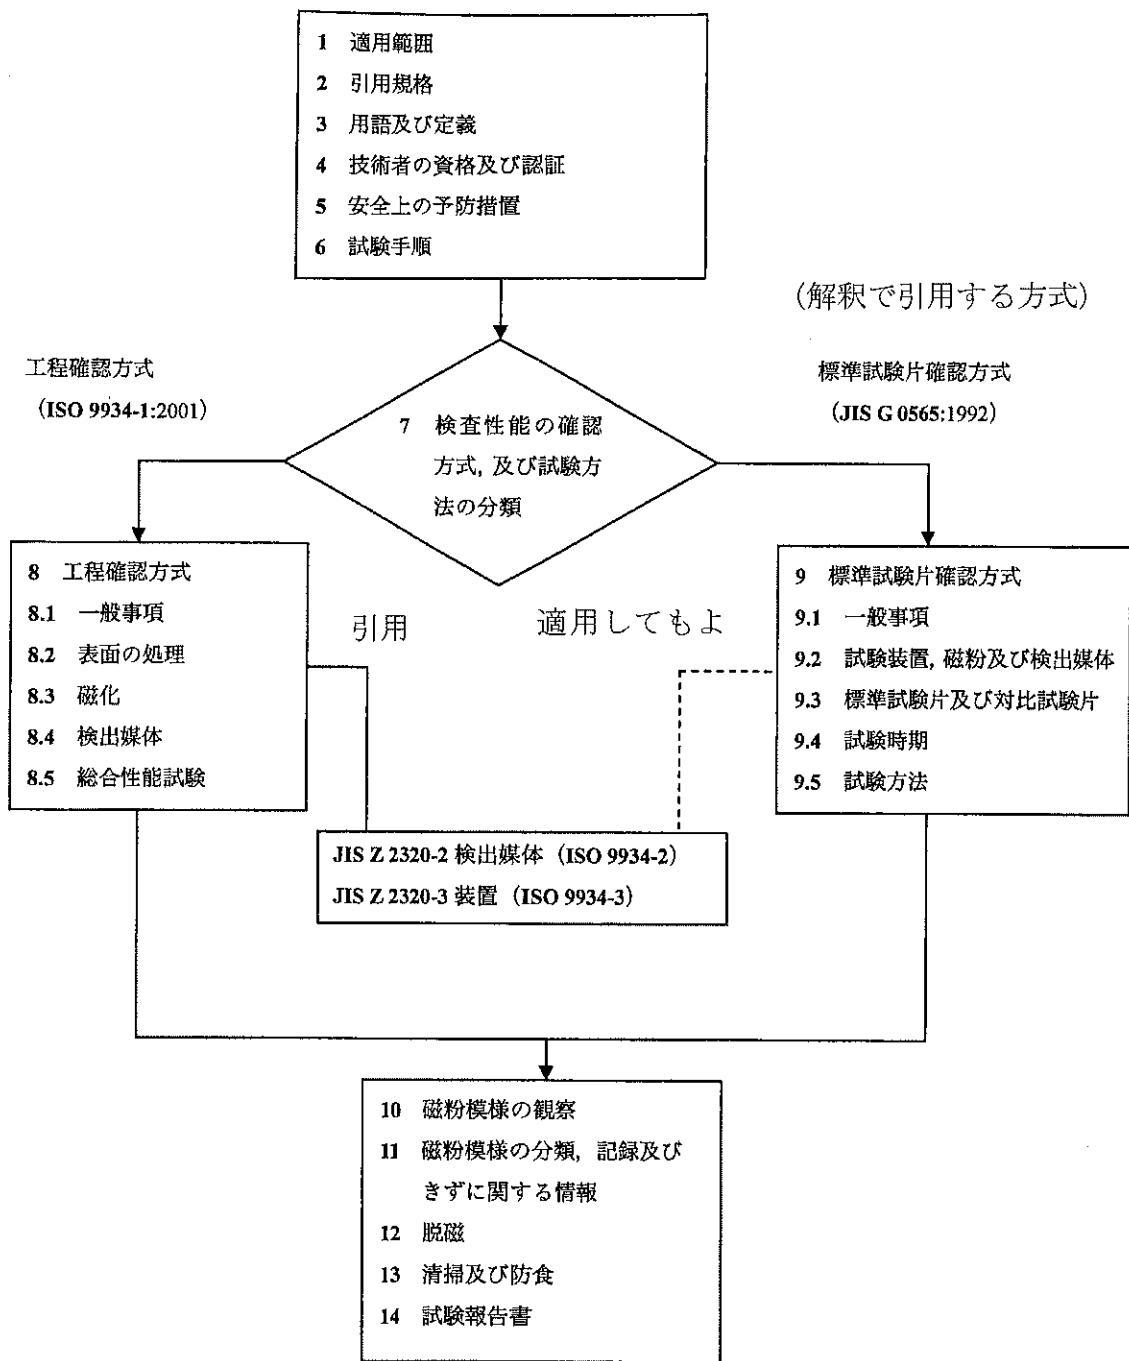 1 適用範囲
2 引用規格
3 用語及び定義
4 技術者の資格及び認証
5 安全上の予防措置
6 試験手順
(解釈で引用する方式)
工程確認方式
(ISO 9934-1:2001)
標準試験片確認方式
(JIS G 0565:1992)
7 検査性能の確認
方式, 及び試験方
法の分類
8 工程確認方式
8.1 一般事項
8.2 表面の処理
8.3 磁化
8.4 検出媒体
8.5 総合性能試験
引用
適用してもよ
9 標準試験片確認方式
9.1 一般事項
9.2 試験装置, 磁粉及び検出媒体
9.3 標準試験片及び対比試験片
9.4 試験時期
9.5 試験方法
JIS Z 2320-2 検出媒体 (ISO 9934-2)
JIS Z 2320-3 装置 (ISO 9934-3)
10 磁粉模様の観察
11 磁粉模様の分類, 記録及び
きずに関する情報
12 脱磁
13 清掃及び防食
14 試験報告書